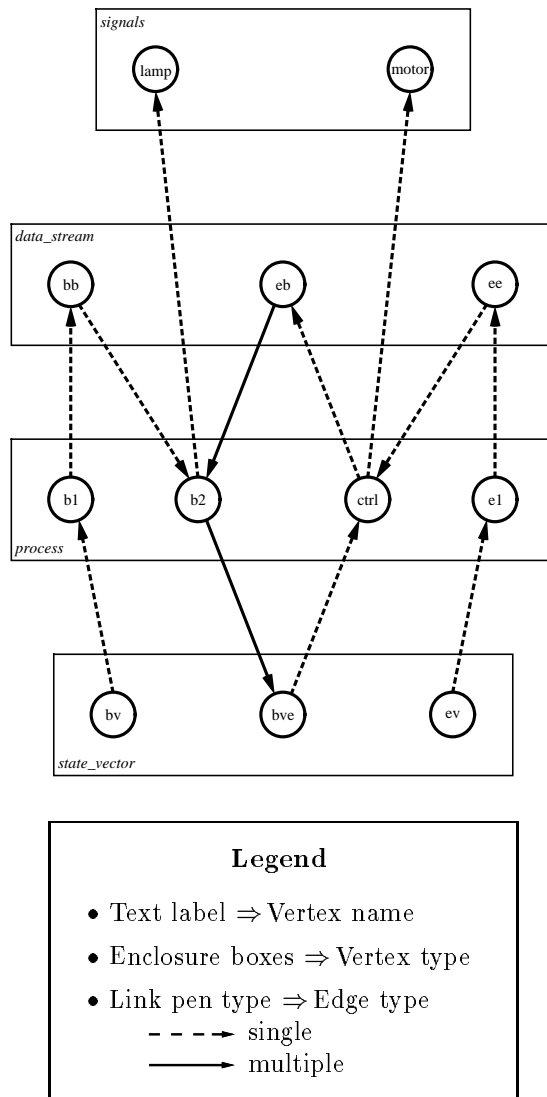 signals
lamp motor
data_stream
bb eb ee
b1 b2 ctrl e1
process
bv bve ev
state_vector
Legend
• Text label ⇒ Vertex name
• Enclosure boxes ⇒ Vertex type
• Link pen type ⇒ Edge type
single
multiple